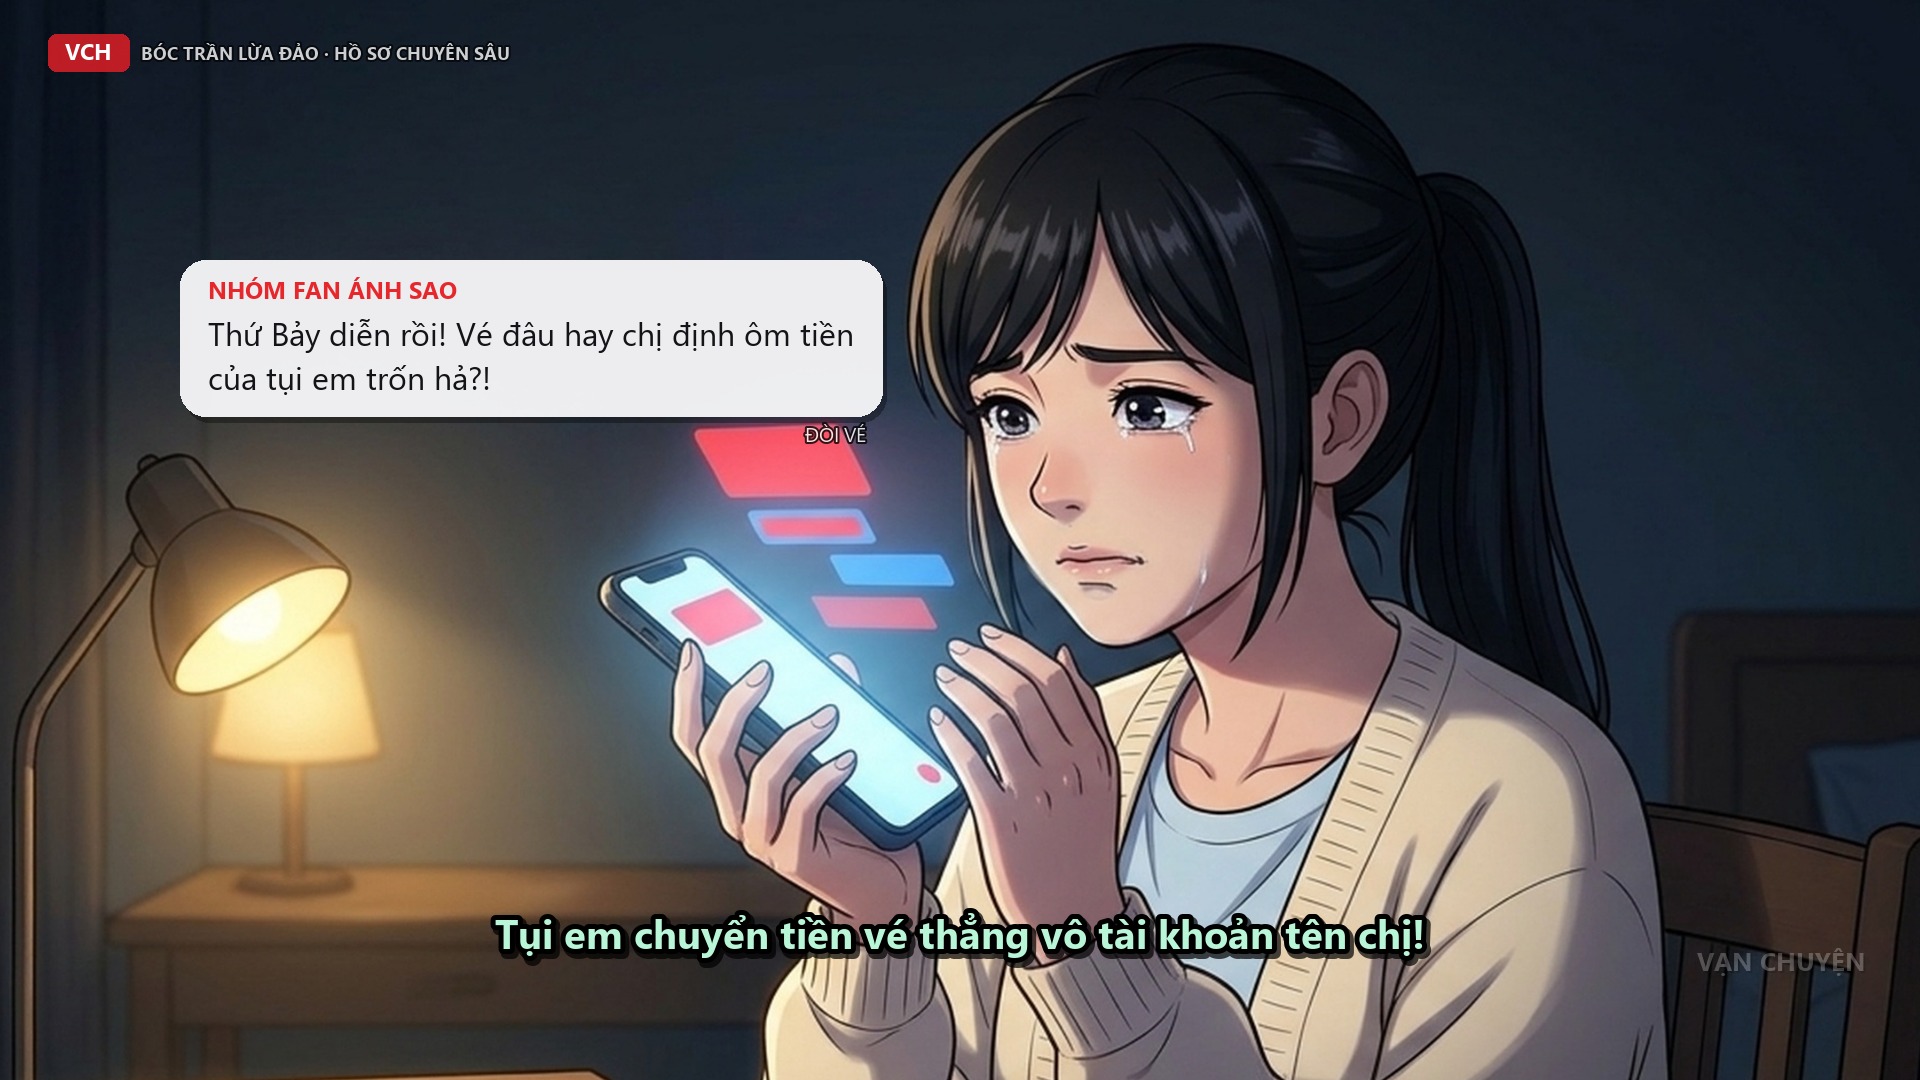 VCH BÓC TRẦN LỪA ĐẢO · HỒ SƠ CHUYÊN SÂU
NHÓM FAN ÁNH SAO
Thứ Bảy diễn rồi! Vé đâu hay chị định ôm tiền
của tụi em trốn hả?!
ĐÒI VÉ
Tụi em chuyển tiền vé thẳng vô tài khoản tên chị!
VẠN CHUYỆN